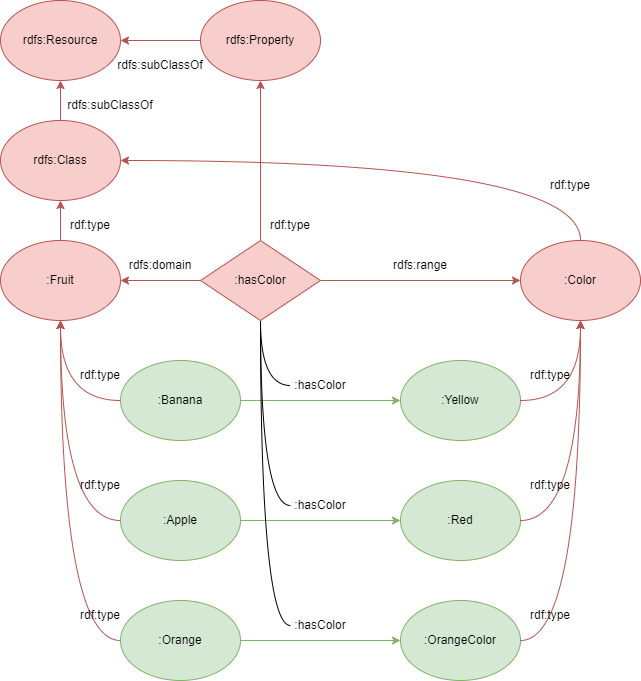 rdfs:Resource
rdfs:Property
rdfs:subClassOf
rdfs:subClassOf
rdfs:Class
rdf:type
rdf:type
rdf:type
:Fruit
rdfs:domain
:hasColor
rdfs:range
:Color
rdf:type
:Banana
:hasColor
:Yellow
rdf:type
rdf:type
:Apple
:hasColor
:Red
rdf:type
rdf:type
:Orange
:hasColor
:OrangeColor
rdf:type